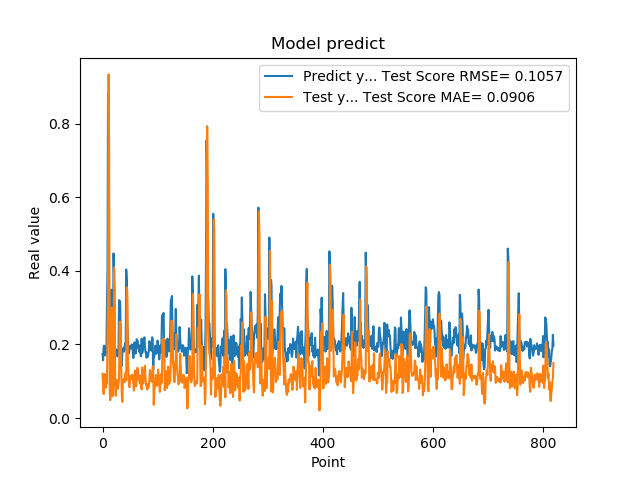 Model predict
Predict y... Test Score RMSE= 0.1057
Test y... Test Score MAE= 0.0906
Real value
0.8
0.6
0.4
0.2
0.0
0 200 400 600 800
Point